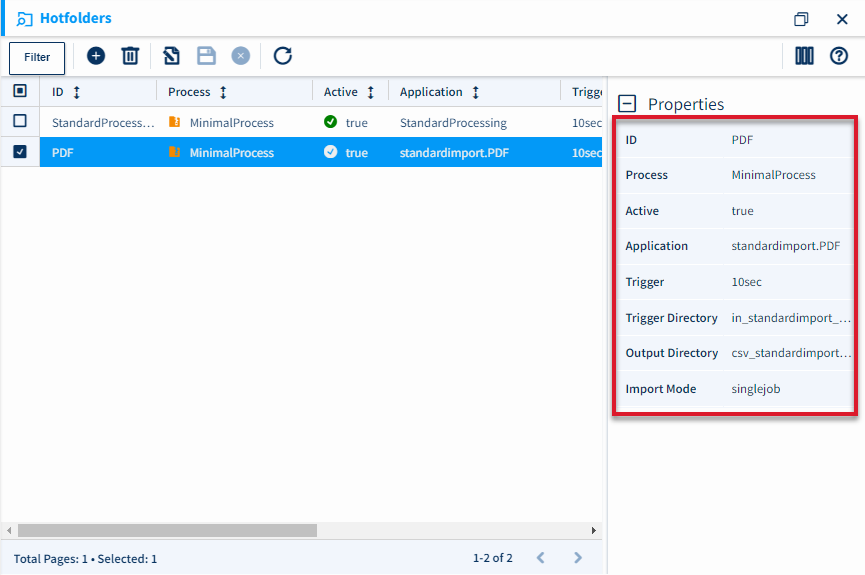 Hotfolders
Filter
ID Process Active Application Trigge
StandardProcess... MinimalProcess true StandardProcessing 10sec
PDF MinimalProcess true standardimport.PDF 10sec
Total Pages: 1 • Selected: 1 1-2 of 2
Properties
ID PDF
Process MinimalProcess
Active true
Application standardimport.PDF
Trigger 10sec
Trigger Directory in_standardimport_...
Output Directory csv_standardimport...
Import Mode singlejob